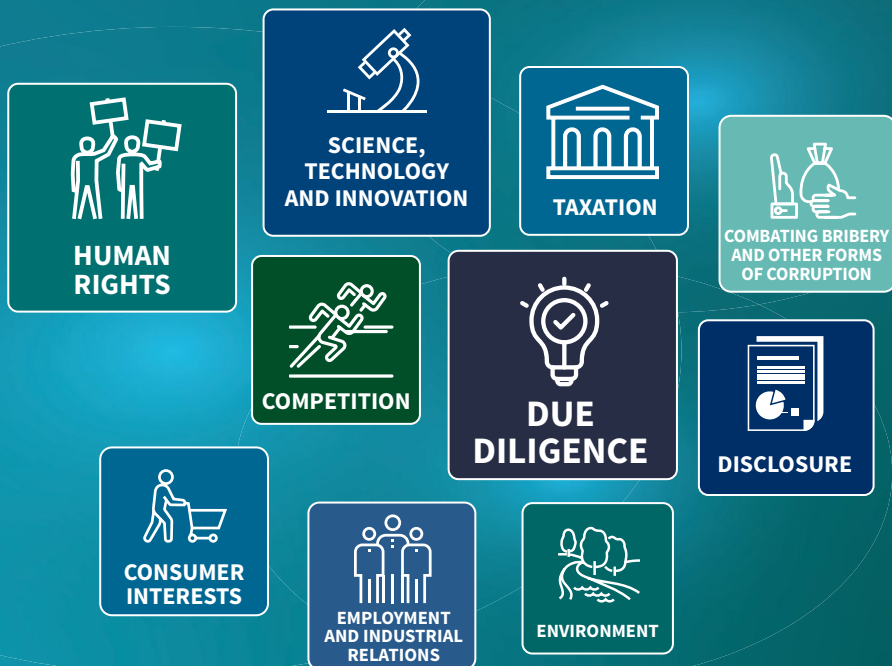 SCIENCE,
TECHNOLOGY
AND INNOVATION
TAXATION
HUMAN
RIGHTS
COMBATING BRIBERY
AND OTHER FORMS
OF CORRUPTION
COMPETITION
DUE
DILIGENCE
DISCLOSURE
CONSUMER
INTERESTS
EMPLOYMENT
AND INDUSTRIAL
RELATIONS
ENVIRONMENT